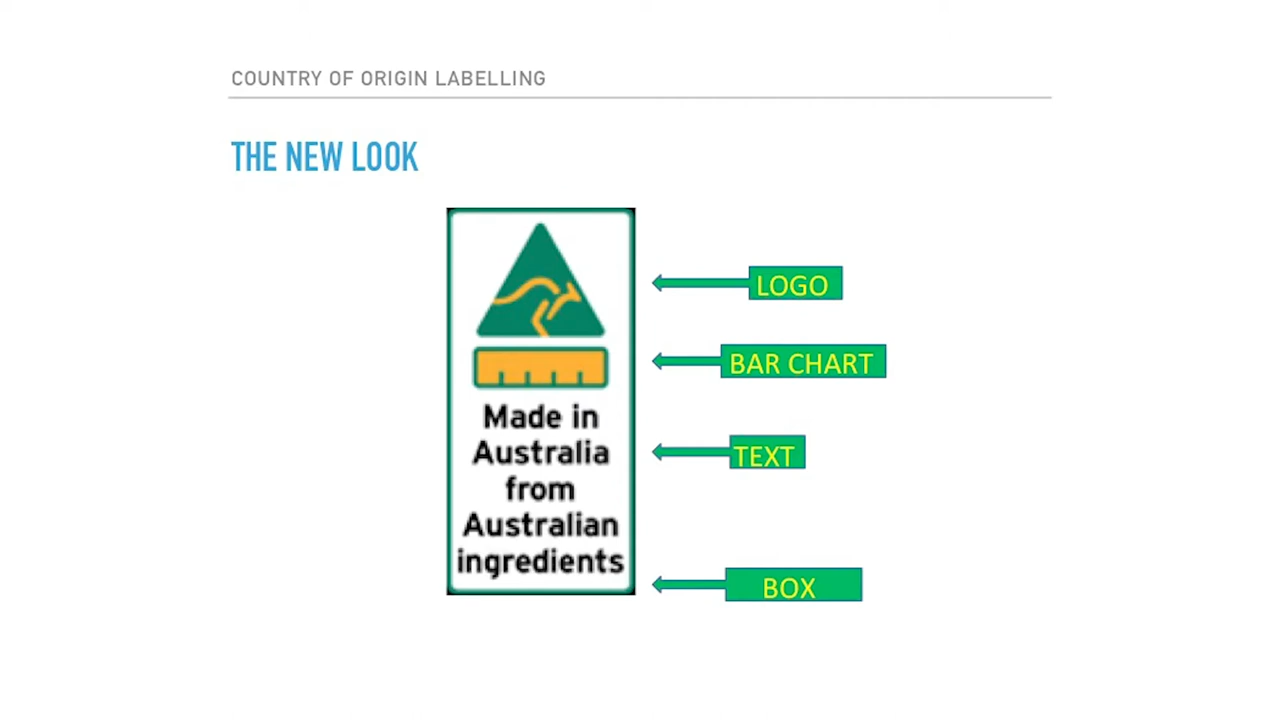 COUNTRY OF ORIGIN LABELLING
THE NEW LOOK
LOGO
BAR CHART
Made in
Australia
from
Australian
ingredients
TEXT
BOX